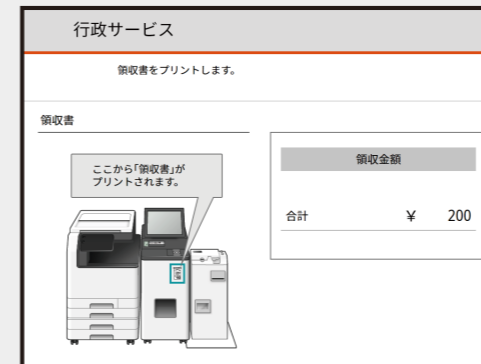 行政サービス
領収書をプリントします。
領収書
ここから「領収書」が
プリントされます。
領収金額
合計 ¥ 200